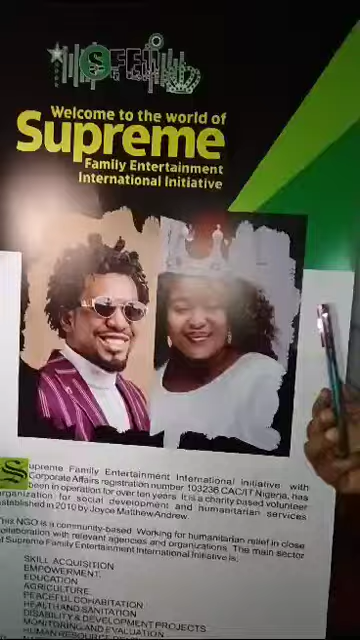 SFEII
Welcome to the world of
Supreme
Family Entertainment
International Initiative
Supreme Family Entertainment International Initiative with
Corporate Affairs registration number 103236 CAC/IT Nigeria, has
been in operation for over ten years. It is a charity based volunteer
organization for social development and humanitarian services
established in 2010 by Joyce Matthew Andrew.
This NGO is a community-based. Working for humanitarian relief in close
collaboration with relevant agencies and organizations. The main sector
of Supreme Family Entertainment International Initiative is:
SKILL ACQUISITION
EMPOWERMENT.
EDUCATION
AGRICULTURE.
PEACEFUL COHABITATION
HEALTH AND SANITATION
DISABILITY & DEVELOPMENT PROJECTS
MONITORING AND EVALUATION
HUMAN